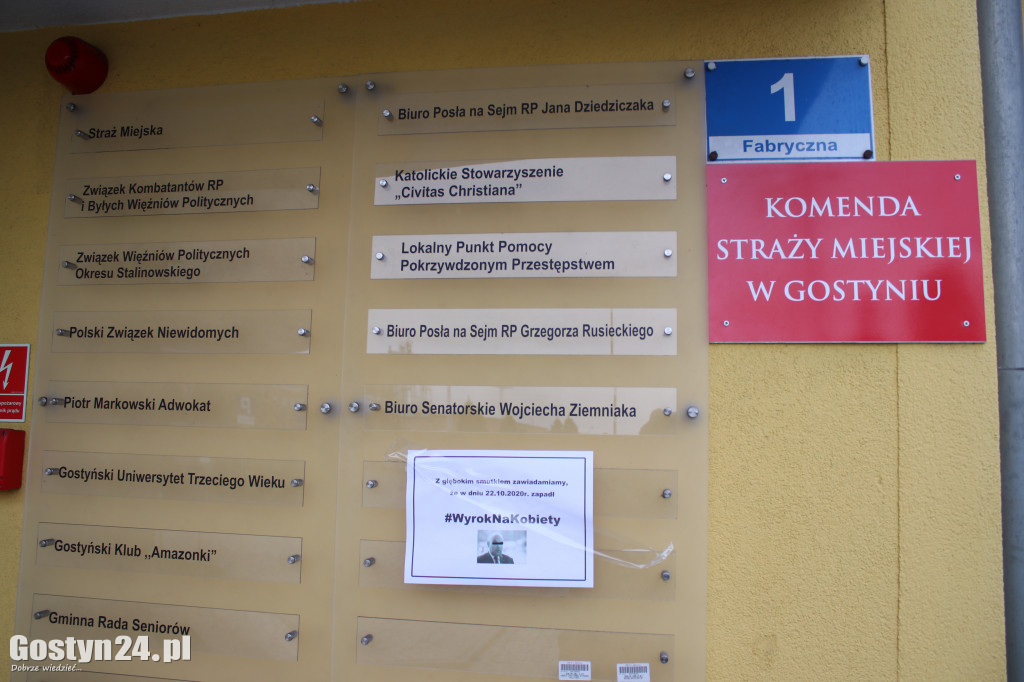 Straż Miejska
Związek Kombatantów RP
i Byłych Więźniów Politycznych
Związek Więźniów Politycznych
Okresu Stalinowskiego
Polski Związek Niewidomych
Piotr Markowski Adwokat
Gostyński Uniwersytet Trzeciego Wieku
Gostyński Klub „Amazonki”
Gminna Rada Seniorów
Biuro Posła na Sejm RP Jana Dziedziczaka
Katolickie Stowarzyszenie
„Civitas Christiana”
Lokalny Punkt Pomocy
Pokrzywdzonym Przestępstwem
Biuro Posła na Sejm RP Grzegorza Rusieckiego
Biuro Senatorskie Wojciecha Ziemniaka
Z głębokim smutkiem zawiadamiamy,
że w dniu 22.10.2020r. zapadł
#WyrokNaKobiety
1
Fabryczna
KOMENDA
STRAŻY MIEJSKIEJ
W GOSTYNIU
Gostyn24.pl
Dobrze wiedzieć...